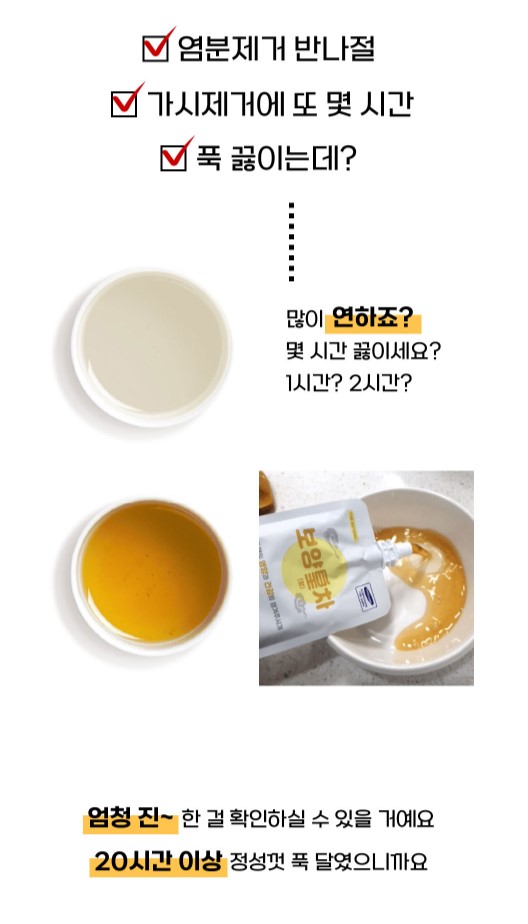 염분제거 반나절
가시제거에 또 몇 시간
푹 끓이는데?
많이 연하죠?
몇 시간 끓이세요?
1시간? 2시간?
보양물차
엄청 진~ 한 걸 확인하실 수 있을 거예요
20시간 이상 정성껏 푹 달였으니까요